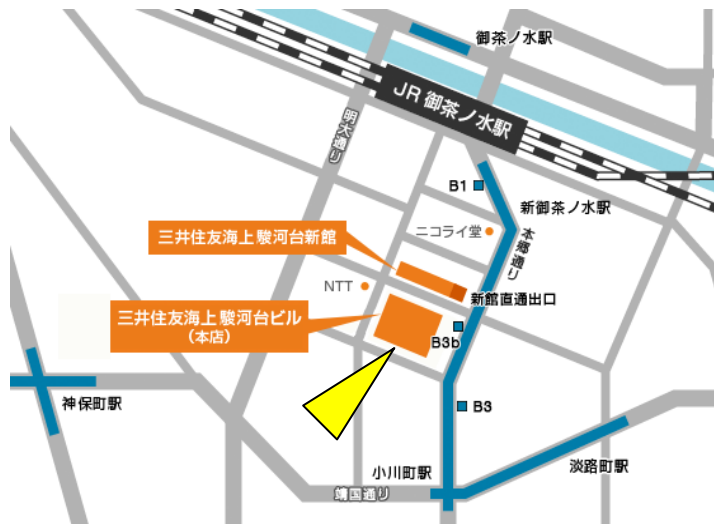 御茶ノ水駅
JR 御茶ノ水駅
明大通り
B1
新御茶ノ水駅
三井住友海上駿河台新館
ニコライ堂
本郷通り
NTT
新館直通出口
三井住友海上駿河台ビル
（本店）
B3b
神保町駅
B3
小川町駅
淡路町駅
靖国通り